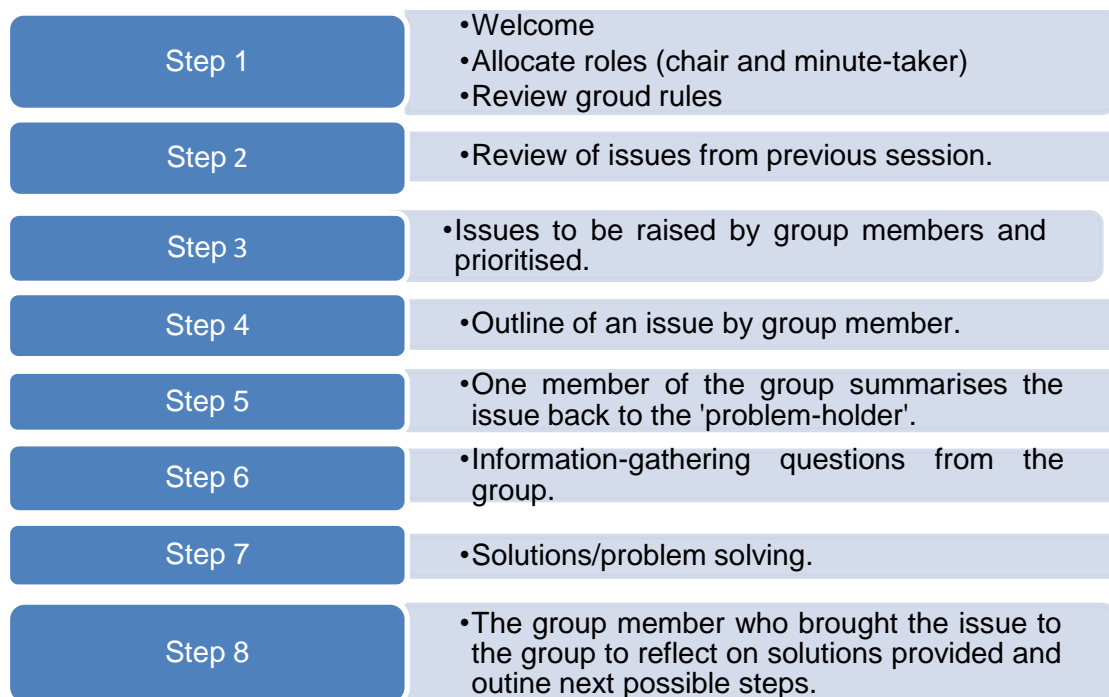 Step 1
•Welcome
•Allocate roles (chair and minute-taker)
•Review groud rules
Step 2
•Review of issues from previous session.
Step 3
•Issues to be raised by group members and
prioritised.
Step 4
•Outline of an issue by group member.
Step 5
•One member of the group summarises the
issue back to the 'problem-holder'.
Step 6
•Information-gathering questions from the
group.
Step 7
•Solutions/problem solving.
Step 8
•The group member who brought the issue to
the group to reflect on solutions provided and
outine next possible steps.